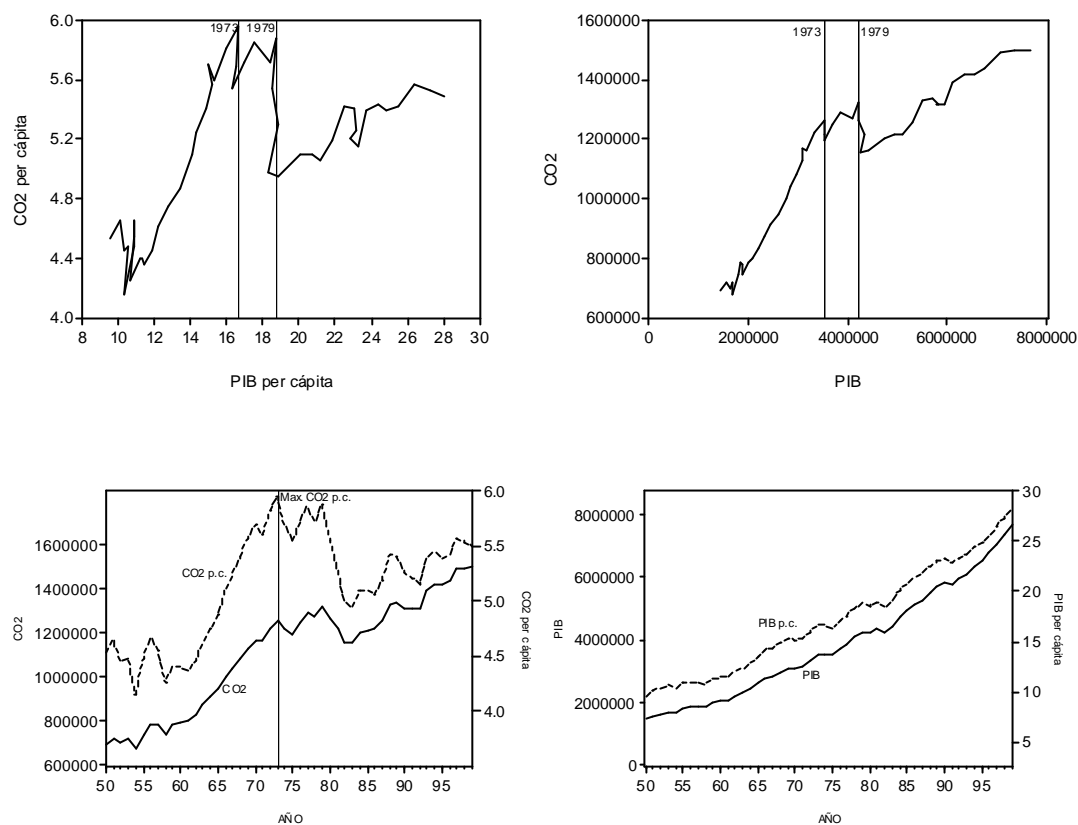 6.0
5.6
5.2
4.8
4.4
4.0
1973 1979
CO2 per cápita
8 10 12 14 16 18 20 22 24 26 28 30
PIB per cápita
1600000
1400000
1200000
1000000
800000
600000
1973 1979
CO2
0 2000000 4000000 6000000 8000000
PIB
1600000
1400000
1200000
1000000
800000
600000
CO2
Max. CO2 p.c.
CO2 p.c.
CO2
6.0
5.5
5.0
4.5
4.0
CO2 per cápita
50 55 60 65 70 75 80 85 90 95
AÑO
8000000
6000000
4000000
2000000
0
PIB
PIB p.c.
PIB
30
25
20
15
10
5
PIB per cápita
50 55 60 65 70 75 80 85 90 95
AÑO